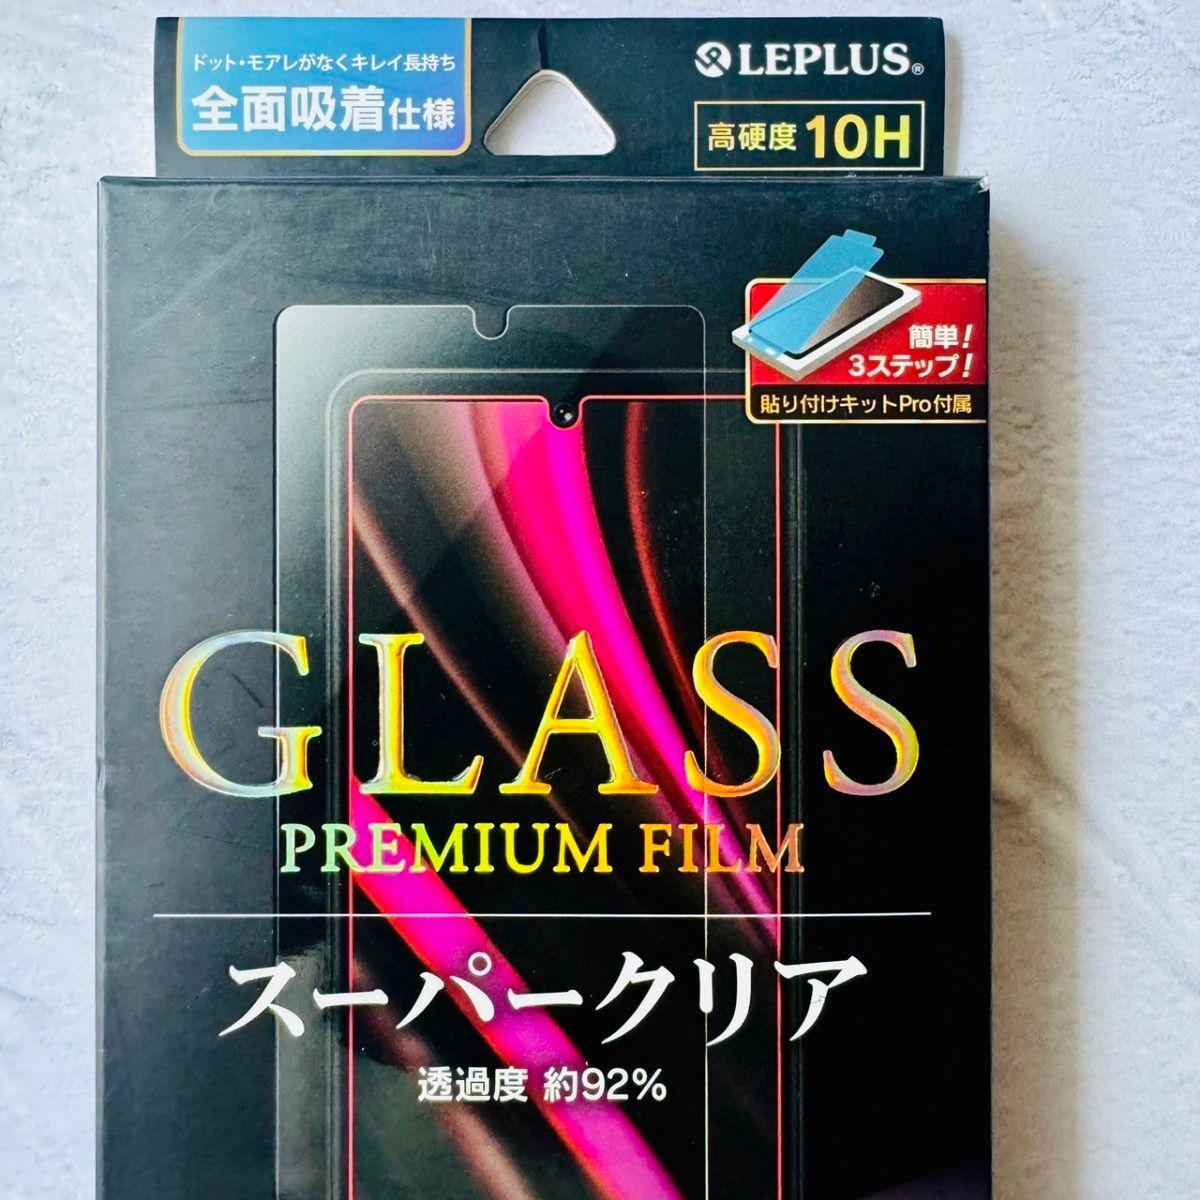 ドット・モアレがなくキレイ長持ち
全面吸着仕様
LEPLUS®
高硬度 10H
簡単!
3ステップ!
貼り付けキットPro付属
GLASS
PREMIUM FILM
スーパークリア
透過度 約92%